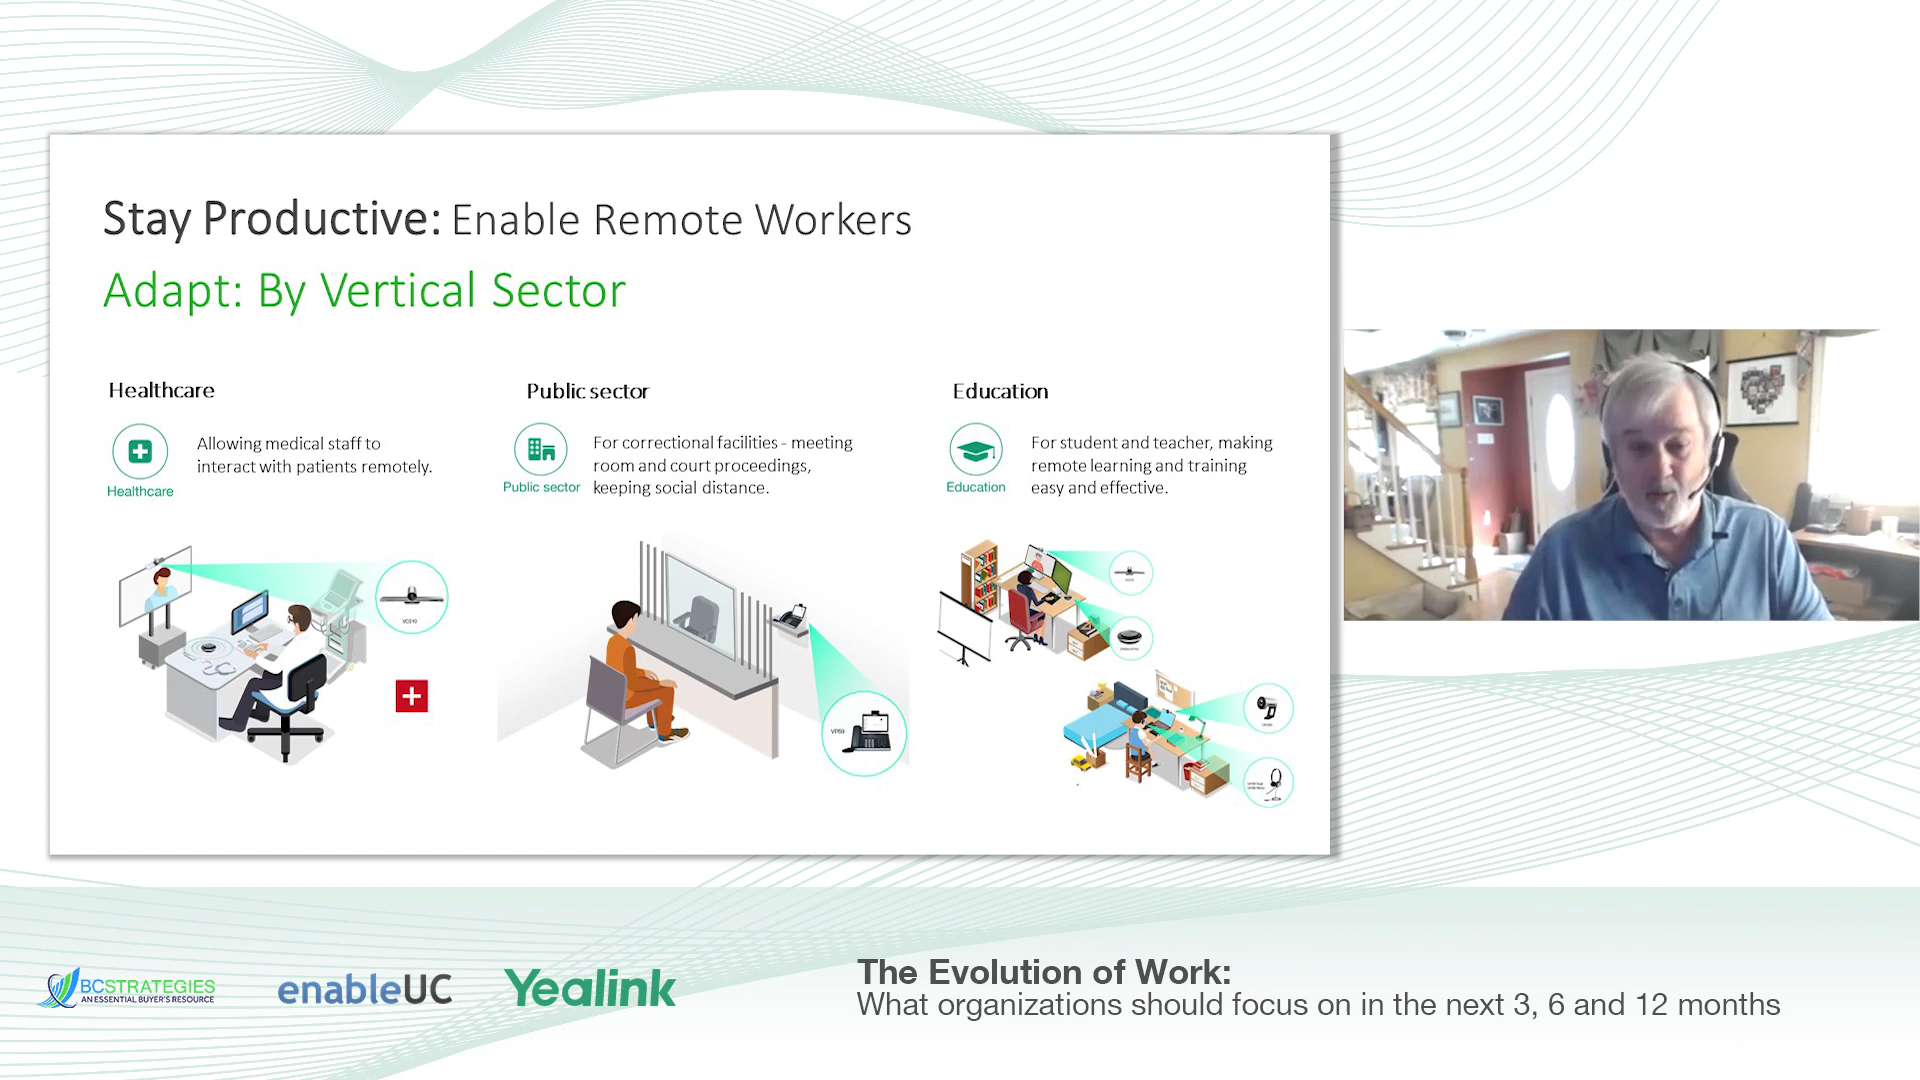 Stay Productive: Enable Remote Workers
Adapt: By Vertical Sector
Healthcare
Healthcare
Allowing medical staff to
interact with patients remotely.
VC210
Public sector
Public sector
For correctional facilities - meeting
room and court proceedings,
keeping social distance.
VP59
Education
Education
For student and teacher, making
remote learning and training
easy and effective.
BCSTRATEGIES
AN ESSENTIAL BUYER'S RESOURCE
enableUC
Yealink
The Evolution of Work:
What organizations should focus on in the next 3, 6 and 12 months